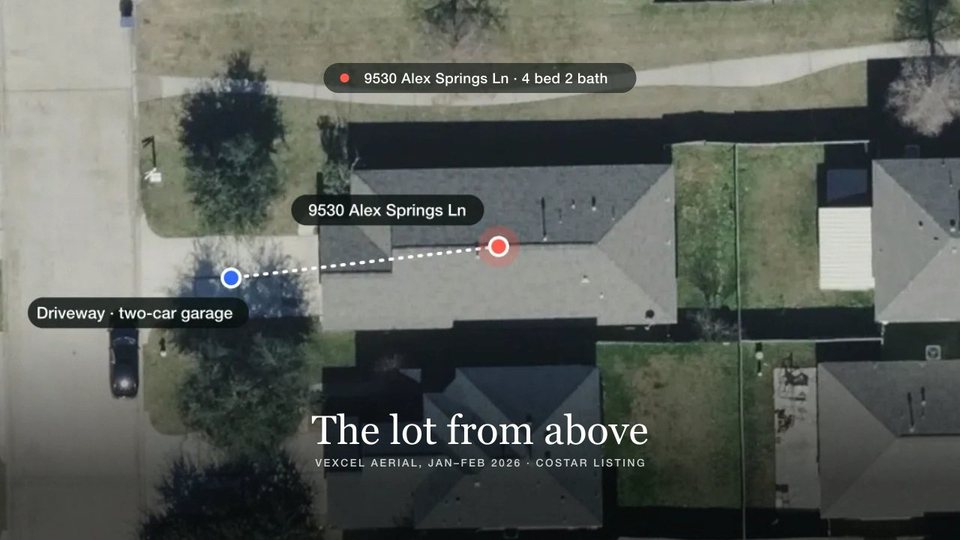 9530 Alex Springs Ln · 4 bed 2 bath
9530 Alex Springs Ln
Driveway · two-car garage
The lot from above
VEXCEL AERIAL, JAN–FEB 2026 · COSTAR LISTING